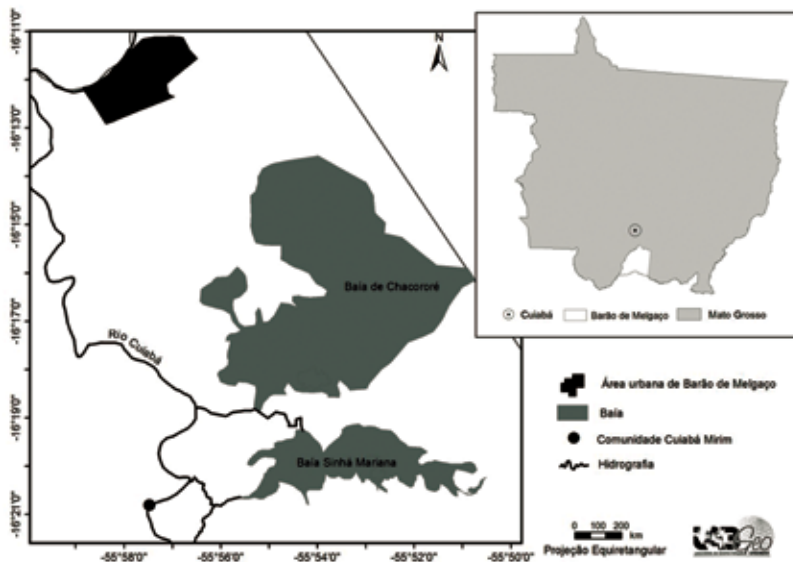 -16°11'0"
-16°13'0"
-16°15'0"
-16°17'0"
-16°19'0"
-16°21'0"
N
Baía de Chacororé
Rio Cuiabá
Baía Sinhá Mariana
-55°58'0"
-55°56'0"
-55°54'0"
-55°52'0"
-55°50'0"
Cuiabá
Barão de Melgaço
Mato Grosso
Área urbana de Barão de Melgaço
Baía
Comunidade Cuiabá Mirim
Hidrografia
0 100 200
km
Projeção Equiretangular
Geo